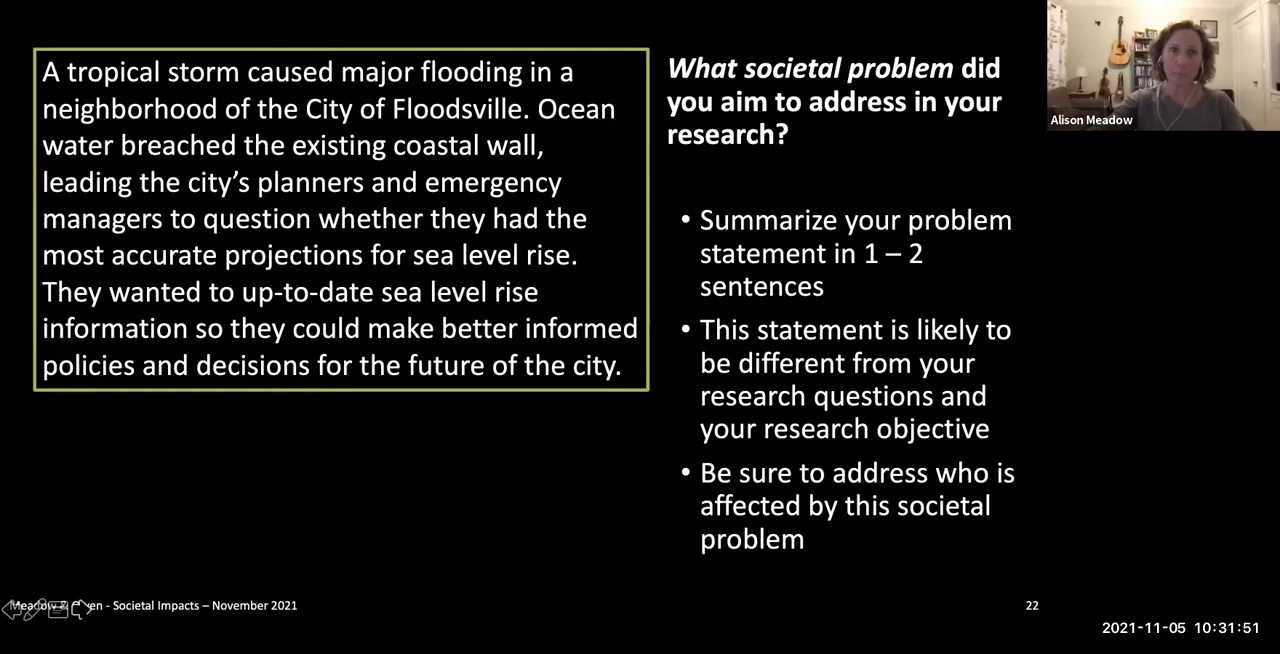 A tropical storm caused major flooding in a
neighborhood of the City of Floodsville. Ocean
water breached the existing coastal wall,
leading the city's planners and emergency
managers to question whether they had the
most accurate projections for sea level rise.
They wanted to up-to-date sea level rise
information so they could make better informed
policies and decisions for the future of the city.
What societal problem did
you aim to address in your
research?
• Summarize your problem
statement in 1 – 2
sentences
• This statement is likely to
be different from your
research questions and
your research objective
• Be sure to address who is
affected by this societal
problem
Alison Meadow
Meadow & - Societal Impacts – November 2021
22
2021-11-05 10:31:51